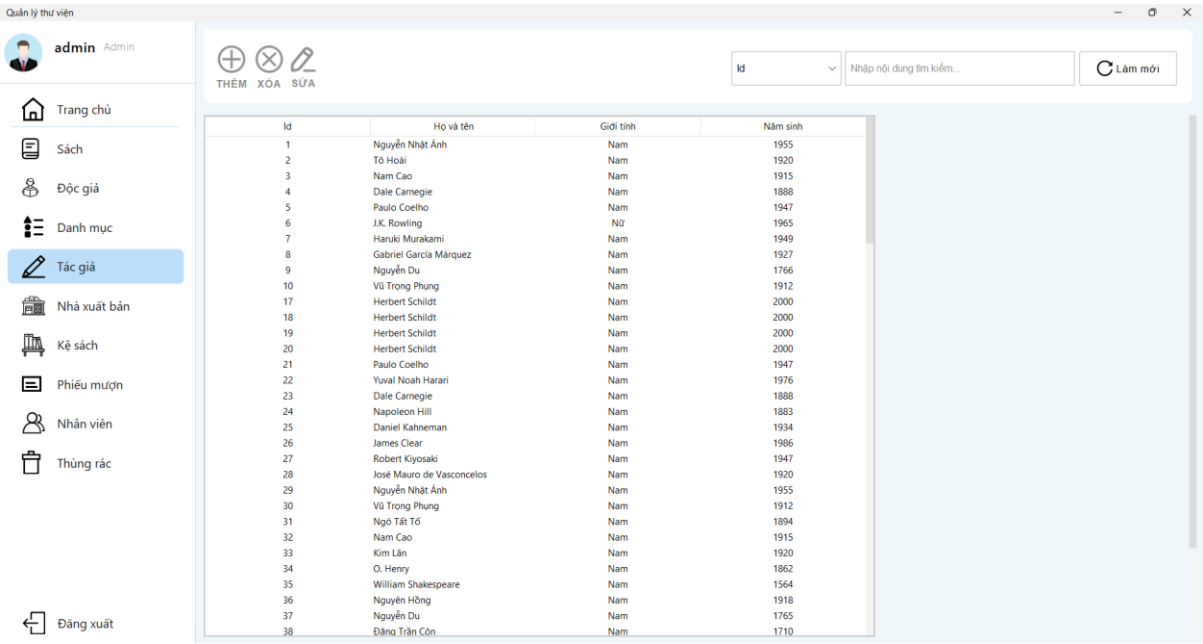 Quản lý thư viện
admin Admin
THÊM XÓA SỬA
Id Nhập nội dung tìm kiếm... Làm mới
Trang chủ
Sách
Độc giả
Danh mục
Tác giả
Nhà xuất bản
Kệ sách
Phiếu mượn
Nhân viên
Thùng rác
Đăng xuất
Id Họ và tên Giới tính Năm sinh
1 Nguyễn Nhật Ánh Nam 1955
2 Tô Hoài Nam 1920
3 Nam Cao Nam 1915
4 Dale Carnegie Nam 1888
5 Paulo Coelho Nam 1947
6 J.K. Rowling Nữ 1965
7 Haruki Murakami Nam 1949
8 Gabriel García Márquez Nam 1927
9 Nguyễn Du Nam 1766
10 Vũ Trọng Phụng Nam 1912
17 Herbert Schildt Nam 2000
18 Herbert Schildt Nam 2000
19 Herbert Schildt Nam 2000
20 Herbert Schildt Nam 2000
21 Paulo Coelho Nam 1947
22 Yuval Noah Harari Nam 1976
23 Dale Carnegie Nam 1888
24 Napoleon Hill Nam 1883
25 Daniel Kahneman Nam 1934
26 James Clear Nam 1986
27 Robert Kiyosaki Nam 1947
28 José Mauro de Vasconcelos Nam 1920
29 Nguyễn Nhật Ánh Nam 1955
30 Vũ Trọng Phụng Nam 1912
31 Ngô Tất Tố Nam 1894
32 Nam Cao Nam 1915
33 Kim Lân Nam 1920
34 O. Henry Nam 1862
35 William Shakespeare Nam 1564
36 Nguyên Hồng Nam 1918
37 Nguyễn Du Nam 1765
38 Đặng Trần Côn Nam 1710